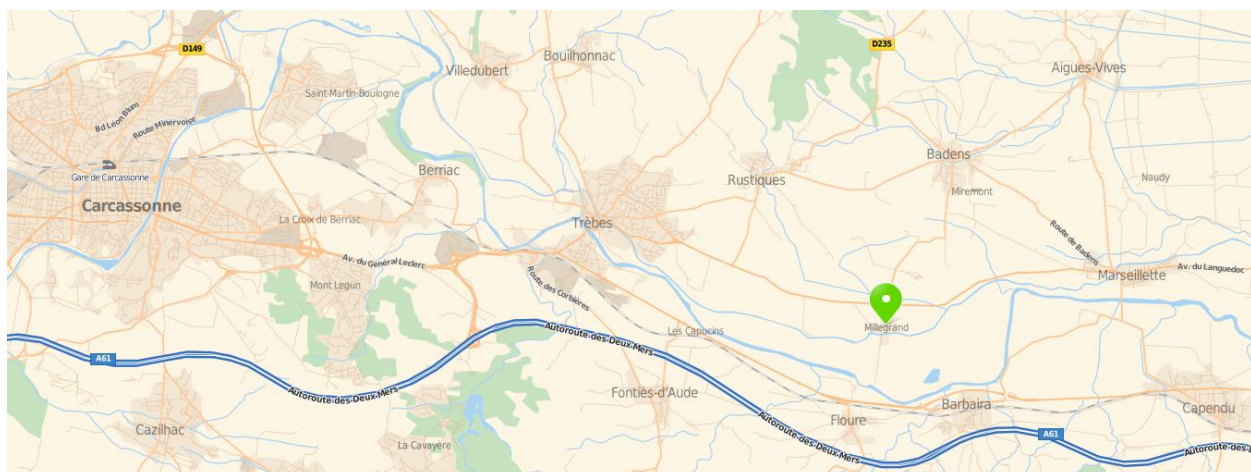 D149
D235
Bouilhonnac
Villedubert
Aigues-Vives
Saint-Martin-Boulogne
Bd Léon Blum
Route Minervoise
Badens
Gare de Carcassonne
Berriac
Rustiques
Naudy
Miremont
Carcassonne
La Croix de Berriac
Trèbes
Route de Badens
Av. du Général Leclerc
Av. du Languedoc
Marseillette
Mont Legun
Route des Corbières
Millegrand
Les Capucins
Autoroute des Deux Mers
A61
Autoroute-des-Deux-Mers
Fontiès-d'Aude
Barbaira
Capendu
Floure
Autoroute-des-Deux-Mers
Cazilhac
A61
La Cavayère
Autoroute-des-D